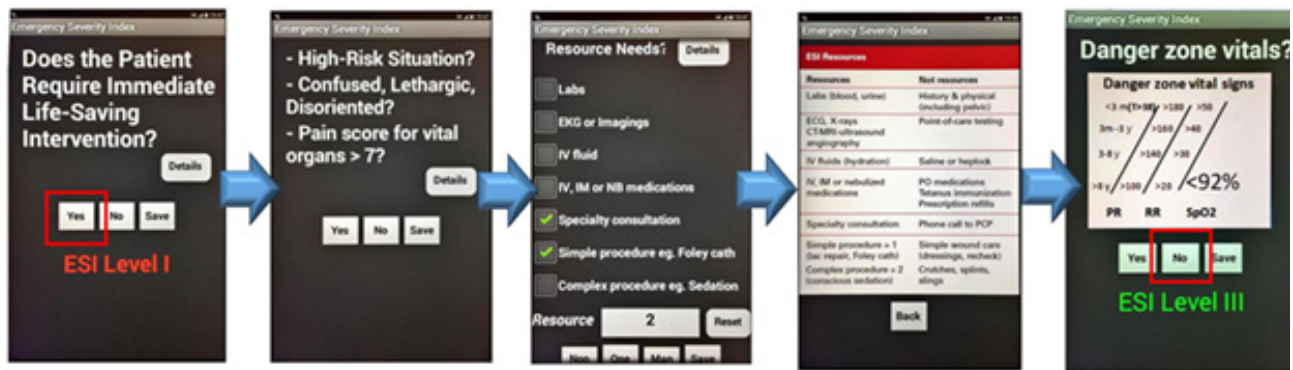 Emergency Severity Index
Does the Patient
Require Immediate
Life-Saving
Intervention?
Details
Yes No Save
ESI Level I
Emergency Severity Index
- High-Risk Situation?
- Confused, Lethargic,
Disoriented?
- Pain score for vital
organs > 7?
Details
Yes No Save
Emergency Severity Index
Resource Needs?
Details
Labs
EKG or Imagings
IV fluid
IV, IM or NB medications
Specialty consultation
Simple procedure eg. Foley cath
Complex procedure eg. Sedation
Resource 2 Reset
Non One Man Save
Emergency Severity Index
ESI Resources
Resources Not resources
Labs (blood, urine) History & physical
(including pelvic)
ECG, X-rays Point-of-care testing
CT-MRI-ultrasound
angiography
IV fluids (hydration) Saline or heplock
IV, IM or nebulized PO medications
medications Tetanus immunization
Prescription refills
Specialty consultation Phone call to PCP
Simple procedure = 1 Simple wound care
(lac repair, Foley cath) (dressings, recheck)
Complex procedure = 2 Crutches, splints,
(conscious sedation) slings
Back
Emergency Severity Index
Danger zone vitals?
Danger zone vital signs
<3 m(T>38) >180 >50
3m-3 y >160 >40
3-8 y >140 >30
>8 y >100 >20 <92%
PR RR SpO2
Yes No Save
ESI Level III